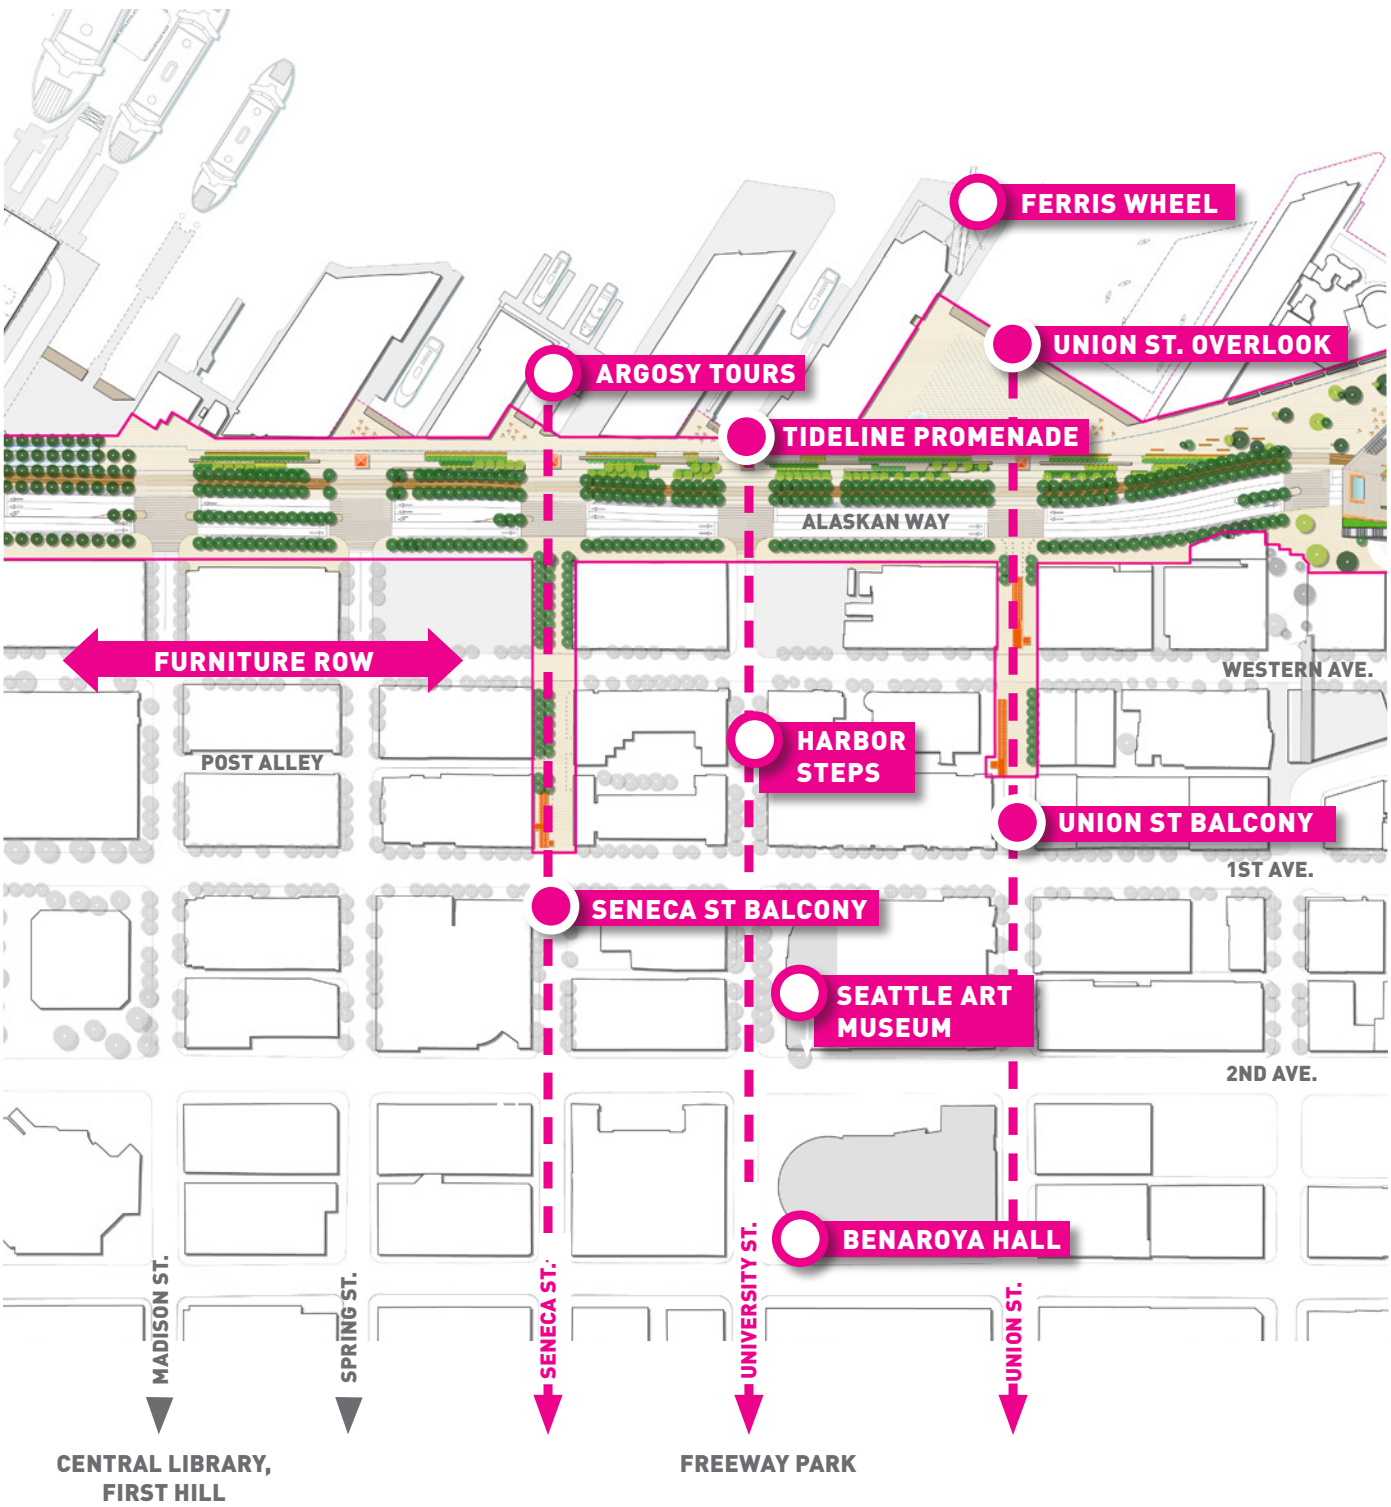 FERRIS WHEEL
UNION ST. OVERLOOK
ARGOSY TOURS
TIDELINE PROMENADE
ALASKAN WAY
FURNITURE ROW
WESTERN AVE.
HARBOR
STEPS
POST ALLEY
UNION ST BALCONY
1ST AVE.
SENECA ST BALCONY
SEATTLE ART
MUSEUM
2ND AVE.
BENAROYA HALL
MADISON ST.
SPRING ST.
SENECA ST.
UNIVERSITY ST.
UNION ST.
CENTRAL LIBRARY,
FIRST HILL
FREEWAY PARK